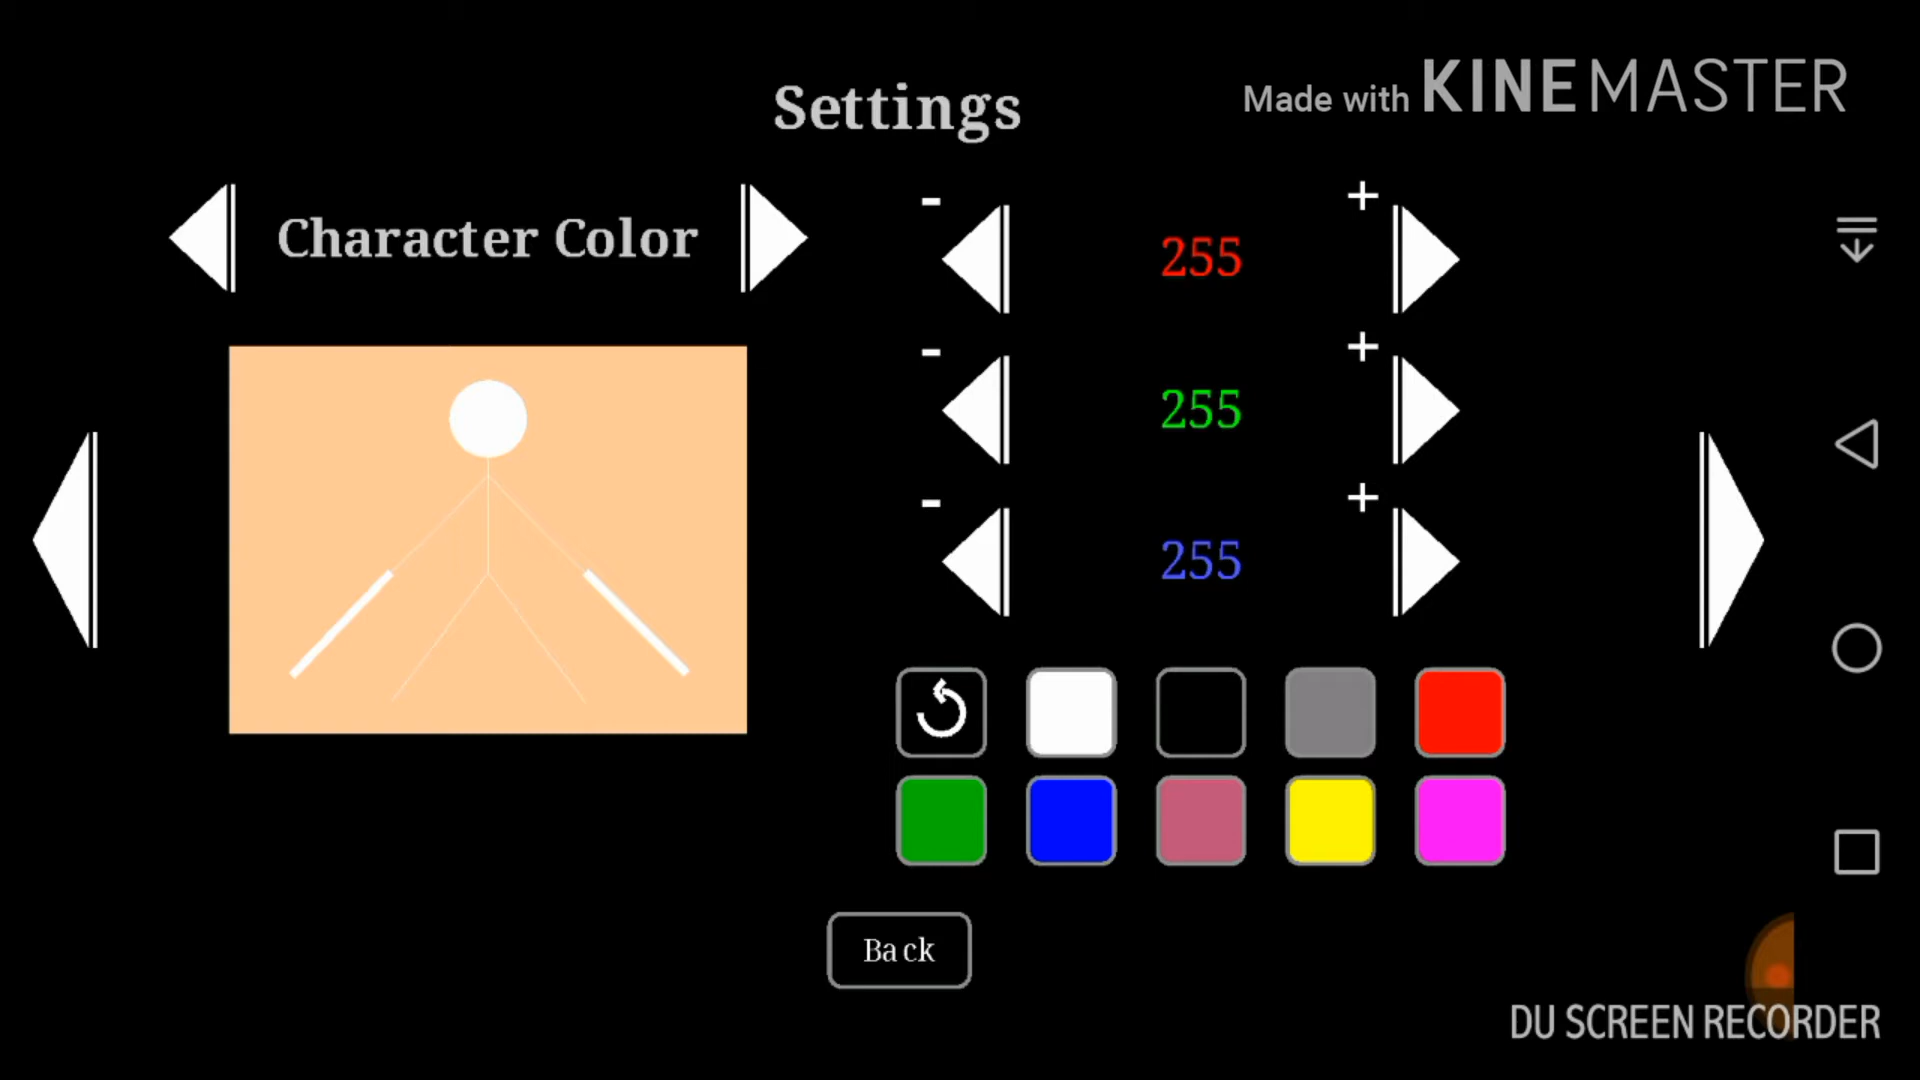 Made with KINEMASTER
Settings
Character Color
- 255 +
- 255 +
- 255 +
Back
DU SCREEN RECORDER